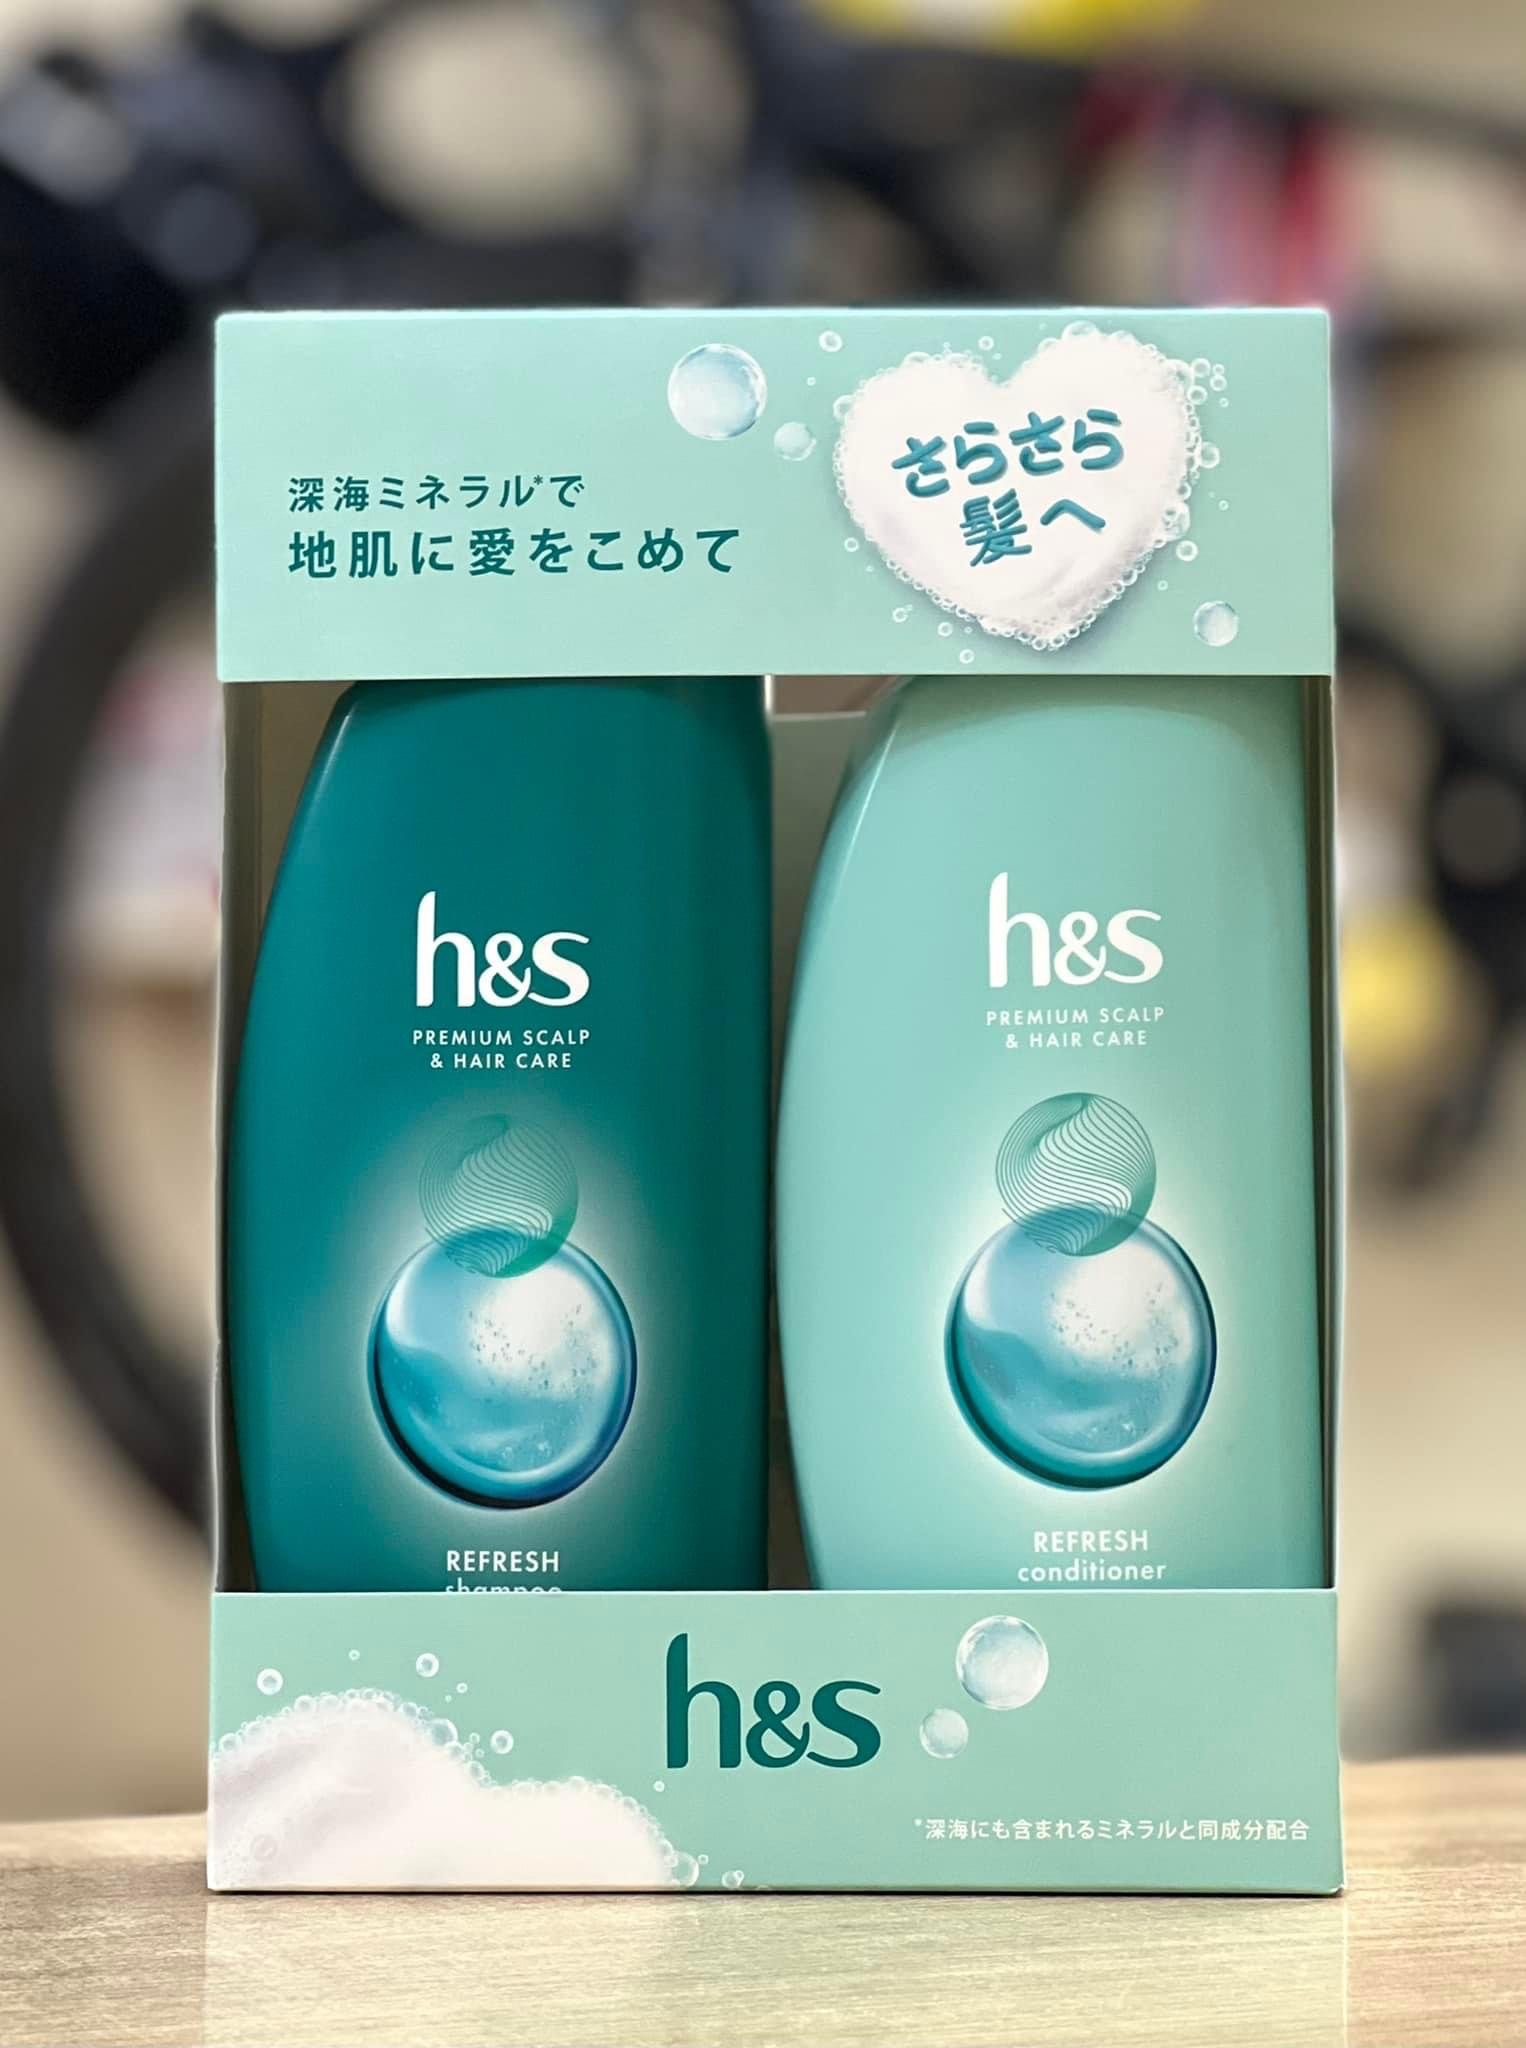 深海ミネラル*で
地肌に愛をこめて
さらさら
髪へ
h&s
PREMIUM SCALP
& HAIR CARE
REFRESH
shampoo
h&s
PREMIUM SCALP
& HAIR CARE
REFRESH
conditioner
h&s
*深海にも含まれるミネラルと同成分配合